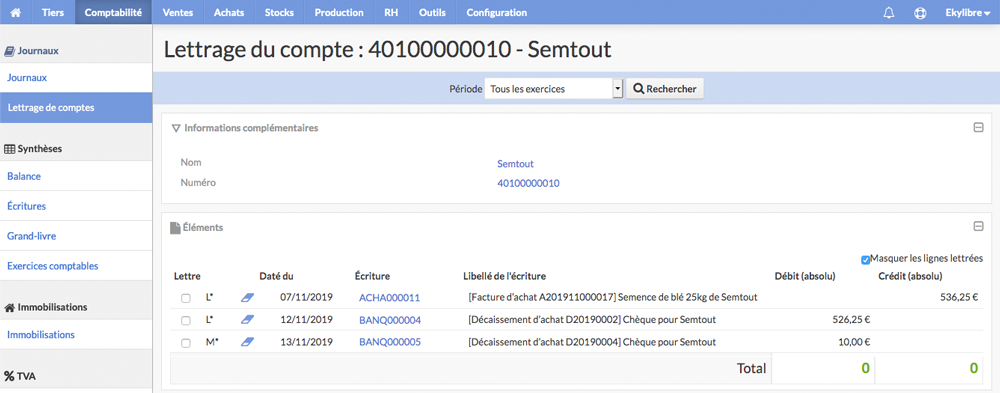 Tiers Comptabilité Ventes Achats Stocks Production RH Outils Configuration Ekylibre
Journaux
Journaux
Lettrage de comptes
Synthèses
Balance
Écritures
Grand-livre
Exercices comptables
Immobilisations
Immobilisations
TVA
Lettrage du compte : 40100000010 - Semtout
Période Tous les exercices Rechercher
Informations complémentaires
Nom Semtout
Numéro 40100000010
Éléments
Masquer les lignes lettrées
Lettre Daté du Écriture Libellé de l'écriture Débit (absolu) Crédit (absolu)
L* 07/11/2019 ACHA000011 [Facture d'achat A201911000017] Semence de blé 25kg de Semtout 536,25 €
L* 12/11/2019 BANQ000004 [Décaissement d'achat D20190002] Chèque pour Semtout 526,25 €
M* 13/11/2019 BANQ000005 [Décaissement d'achat D20190004] Chèque pour Semtout 10,00 €
Total 0 0